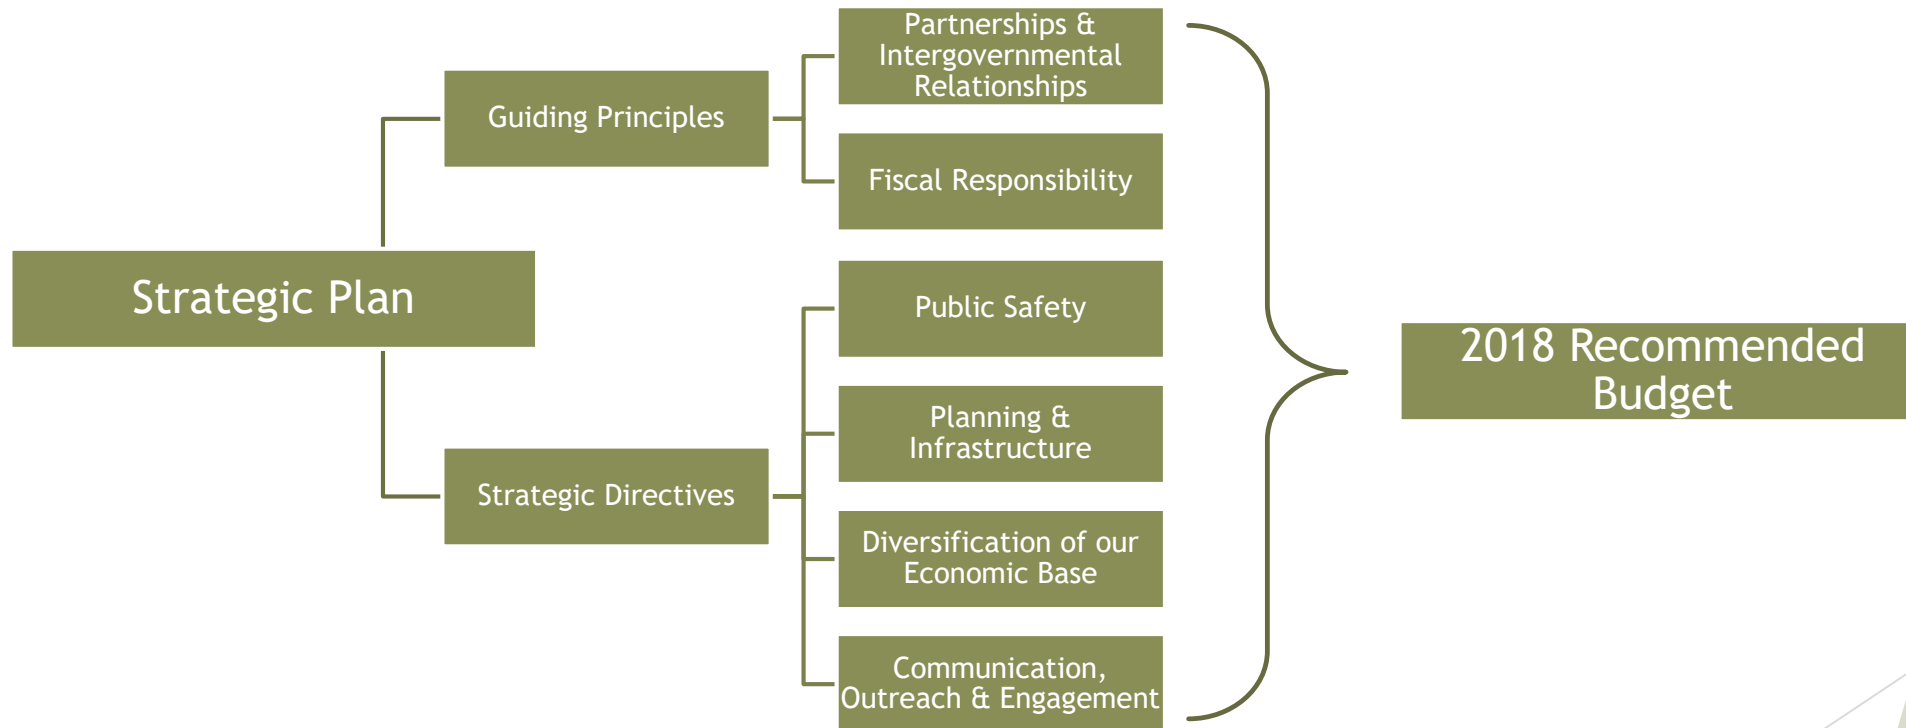 Strategic Plan
Guiding Principles
Partnerships &
Intergovernmental
Relationships
Fiscal Responsibility
Strategic Directives
Public Safety
Planning &
Infrastructure
Diversification of our
Economic Base
Communication,
Outreach & Engagement
2018 Recommended
Budget